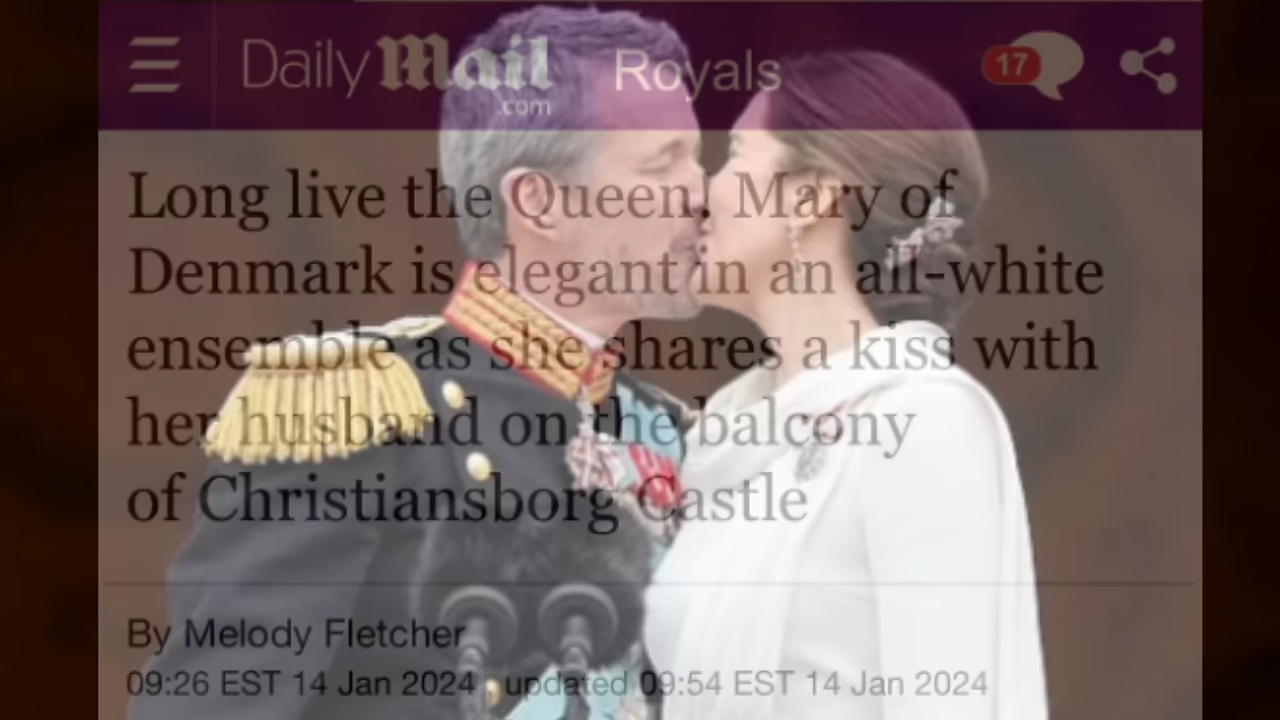 Daily Mail .com Royals 17
Long live the Queen! Mary of
Denmark is elegant in an all-white
ensemble as she shares a kiss with
her husband on the balcony
of Christiansborg Castle
By Melody Fletcher
09:26 EST 14 Jan 2024, updated 09:54 EST 14 Jan 2024